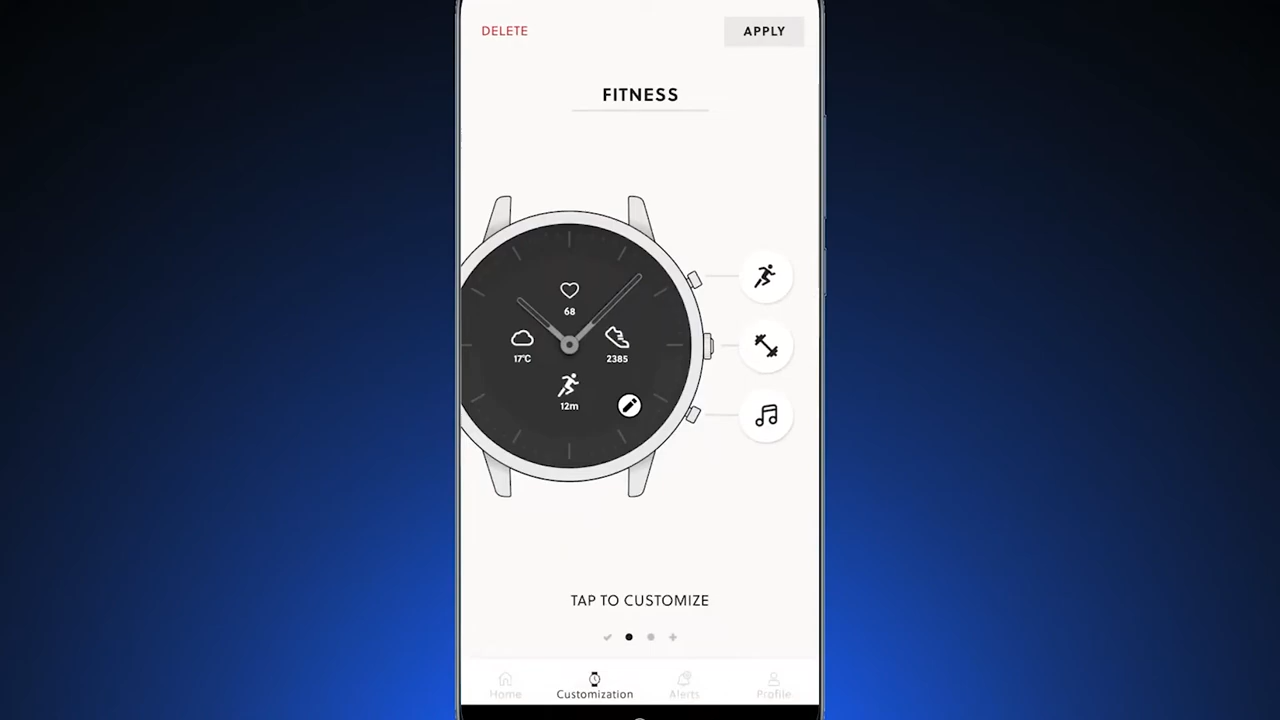 DELETE
APPLY
FITNESS
68
17°C
2385
12m
TAP TO CUSTOMIZE
Home
Customization
Alerts
Profile